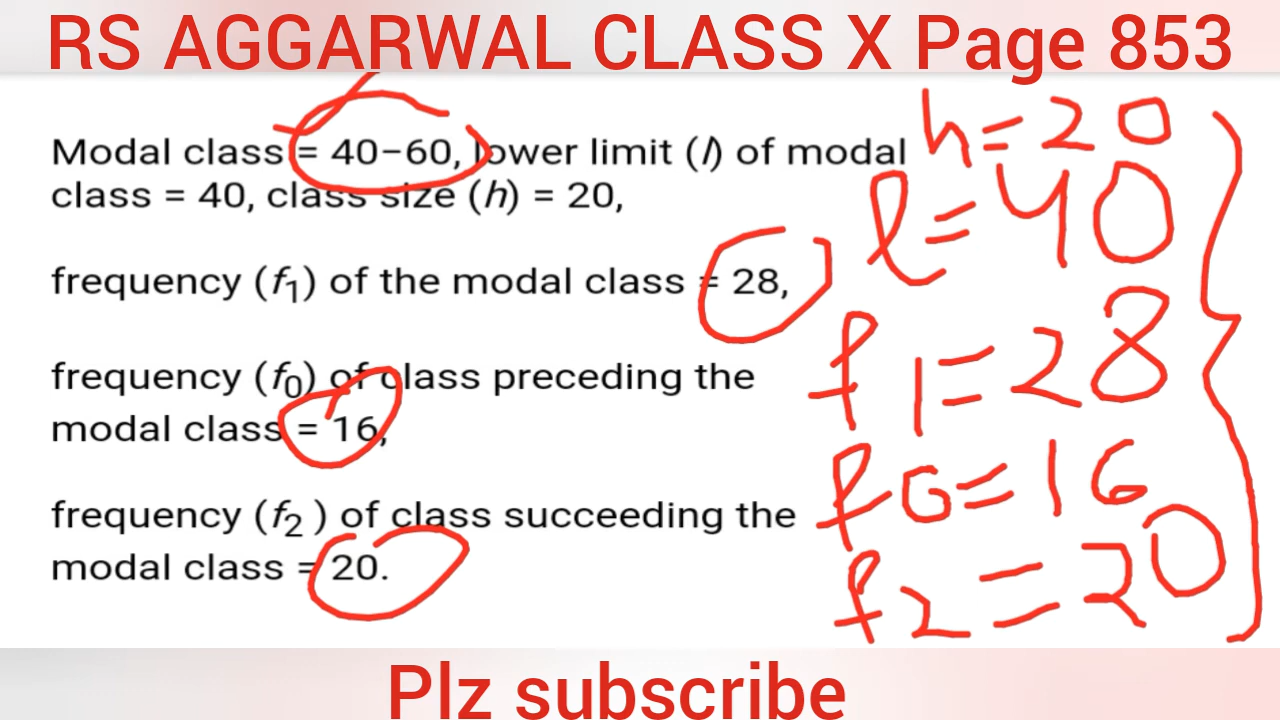 RS AGGARWAL CLASS X Page 853
Modal class = 40–60, lower limit (l) of modal
class = 40, class size (h) = 20,
frequency (f₁) of the modal class = 28,
frequency (f₀) of class preceding the
modal class = 16,
frequency (f₂ ) of class succeeding the
modal class = 20.
h=20
l=40
f1=28
f0=16
f2=20
Plz subscribe